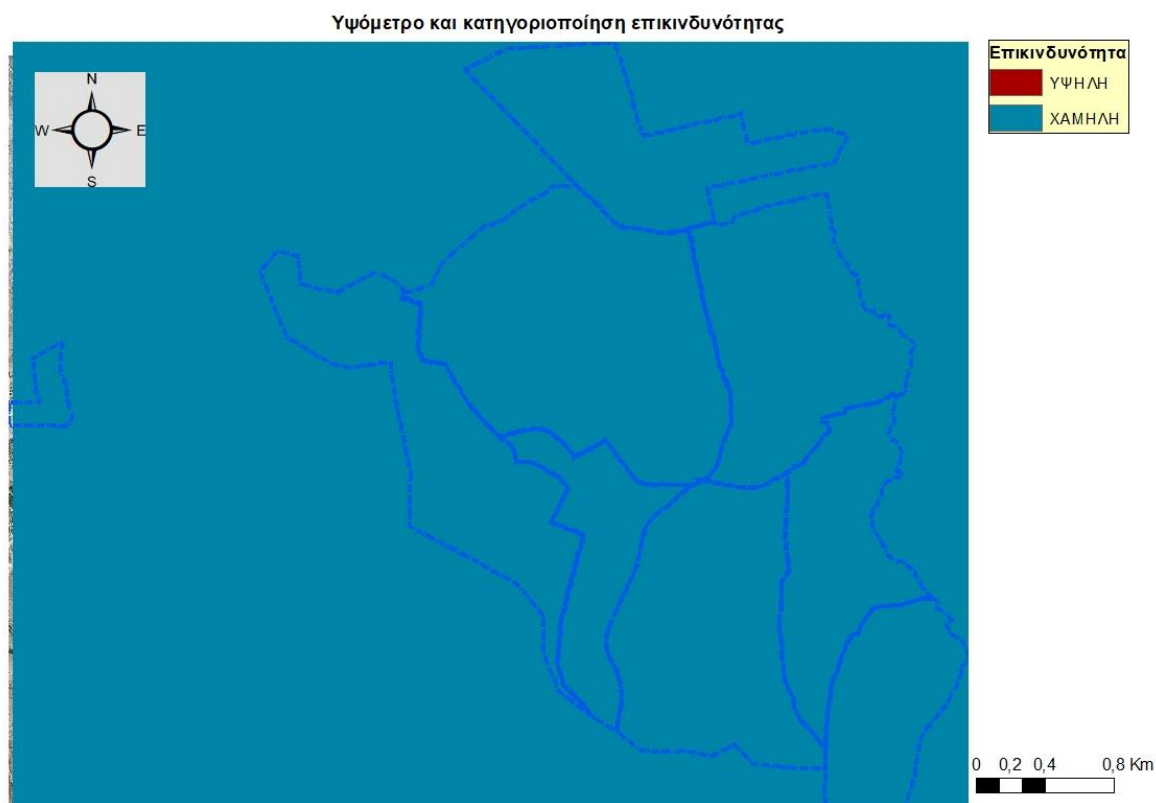 Υψόμετρο και κατηγοριοποίηση επικινδυνότητας
N
W E
S
Επικινδυνότητα
ΥΨΗΛΗ
ΧΑΜΗΛΗ
0 0,2 0,4 0,8 Km